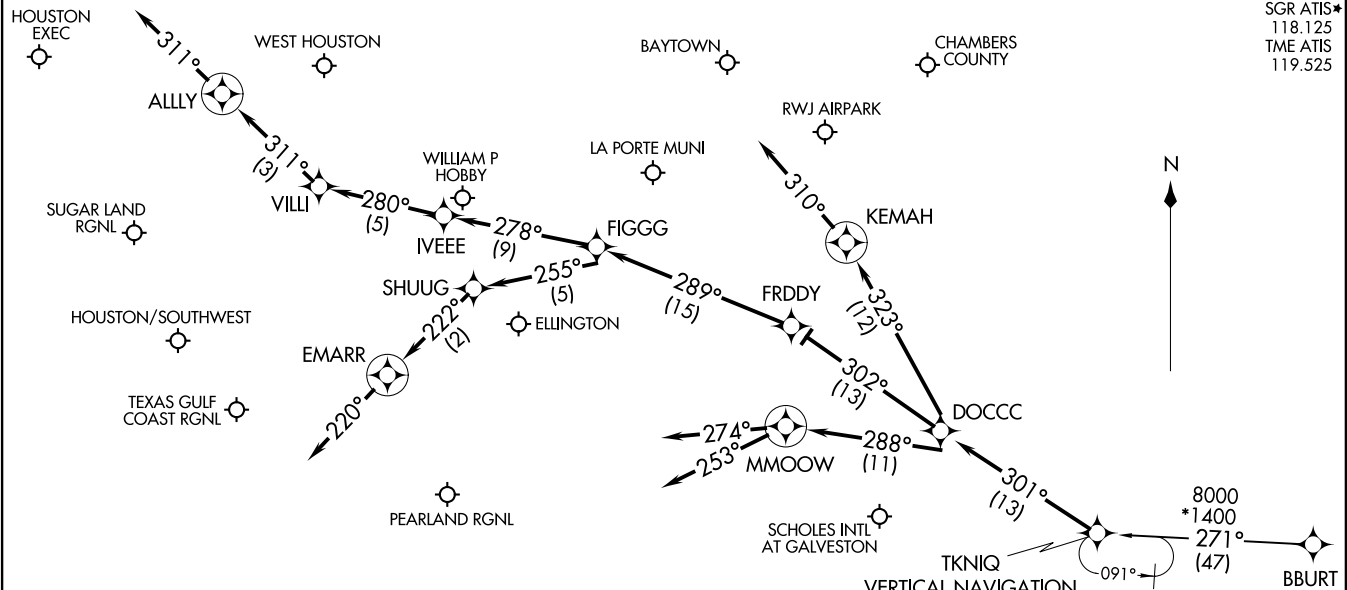 HOUSTON
EXEC
311°
WEST HOUSTON
BAYTOWN
CHAMBERS
COUNTY
SGR ATIS★
118.125
TME ATIS
119.525
ALLLY
RWJ AIRPARK
311°
(3)
WILLIAM P
HOBBY
LA PORTE MUNI
N
310°
VILLI
280°
(5)
SUGAR LAND
RGNL
IVEEE
278°
(9)
FIGGG
KEMAH
SHUUG
255°
(5)
289°
(15)
FRDDY
323°
(12)
HOUSTON/SOUTHWEST
222°
(2)
ELLINGTON
EMARR
302°
(13)
TEXAS GULF
COAST RGNL
220°
DOCCC
274°
253°
MMOOW
288°
(11)
301°
(13)
PEARLAND RGNL
SCHOLES INTL
AT GALVESTON
8000
*1400
271°
(47)
TKNIQ
VERTICAL NAVIGATION
091°
BBURT